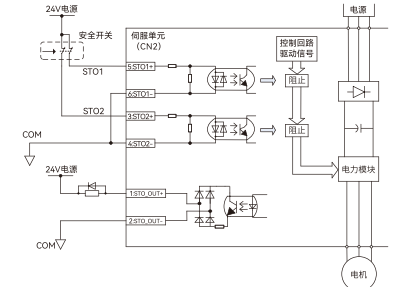 24V电源
电源
安全开关
伺服单元
(CN2)
控制回路
驱动信号
STO1
5:STO1+
阻止
6:STO1-
STO2
3:STO2+
阻止
COM
4:STO2-
24V电源
电力模块
1:STO_OUT+
2:STO_OUT-
COM
电机